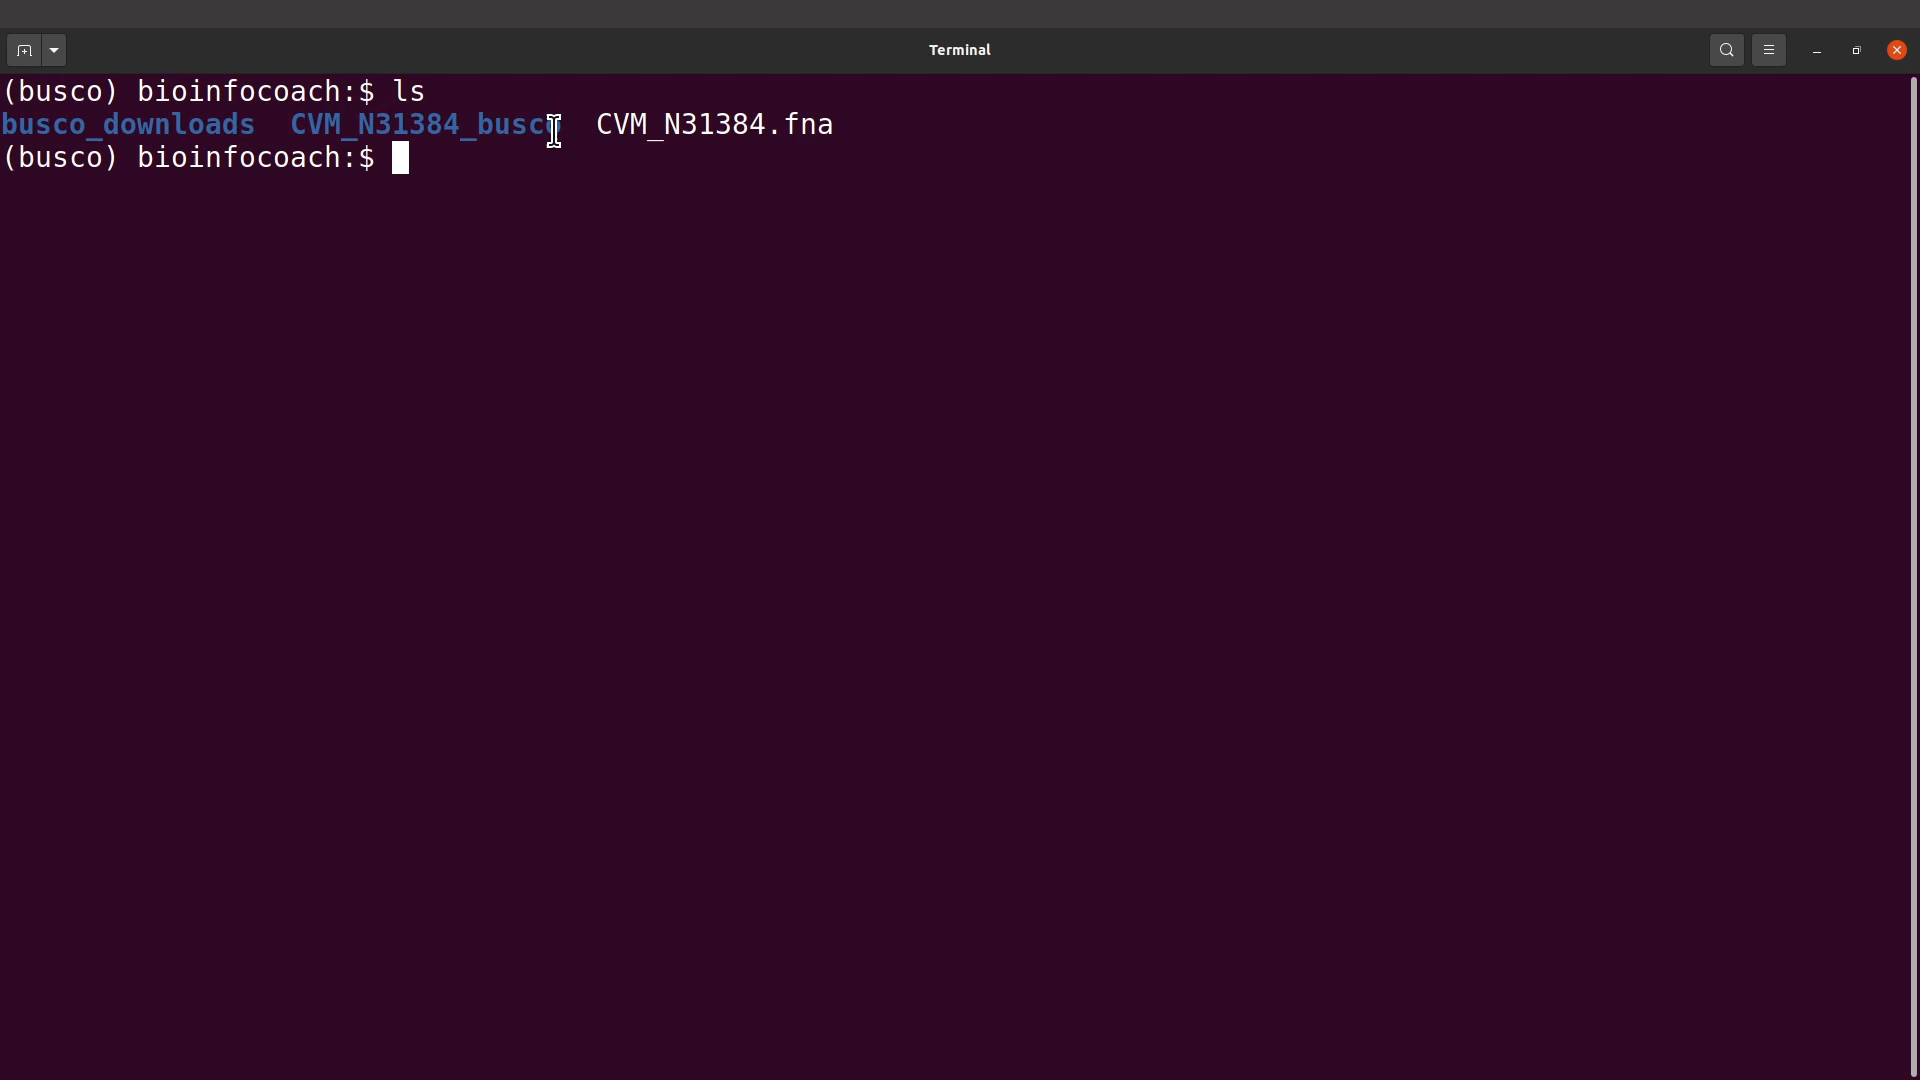 Terminal
(busco) bioinfocoach:$ ls
busco_downloads  CVM_N31384_busco  CVM_N31384.fna
(busco) bioinfocoach:$